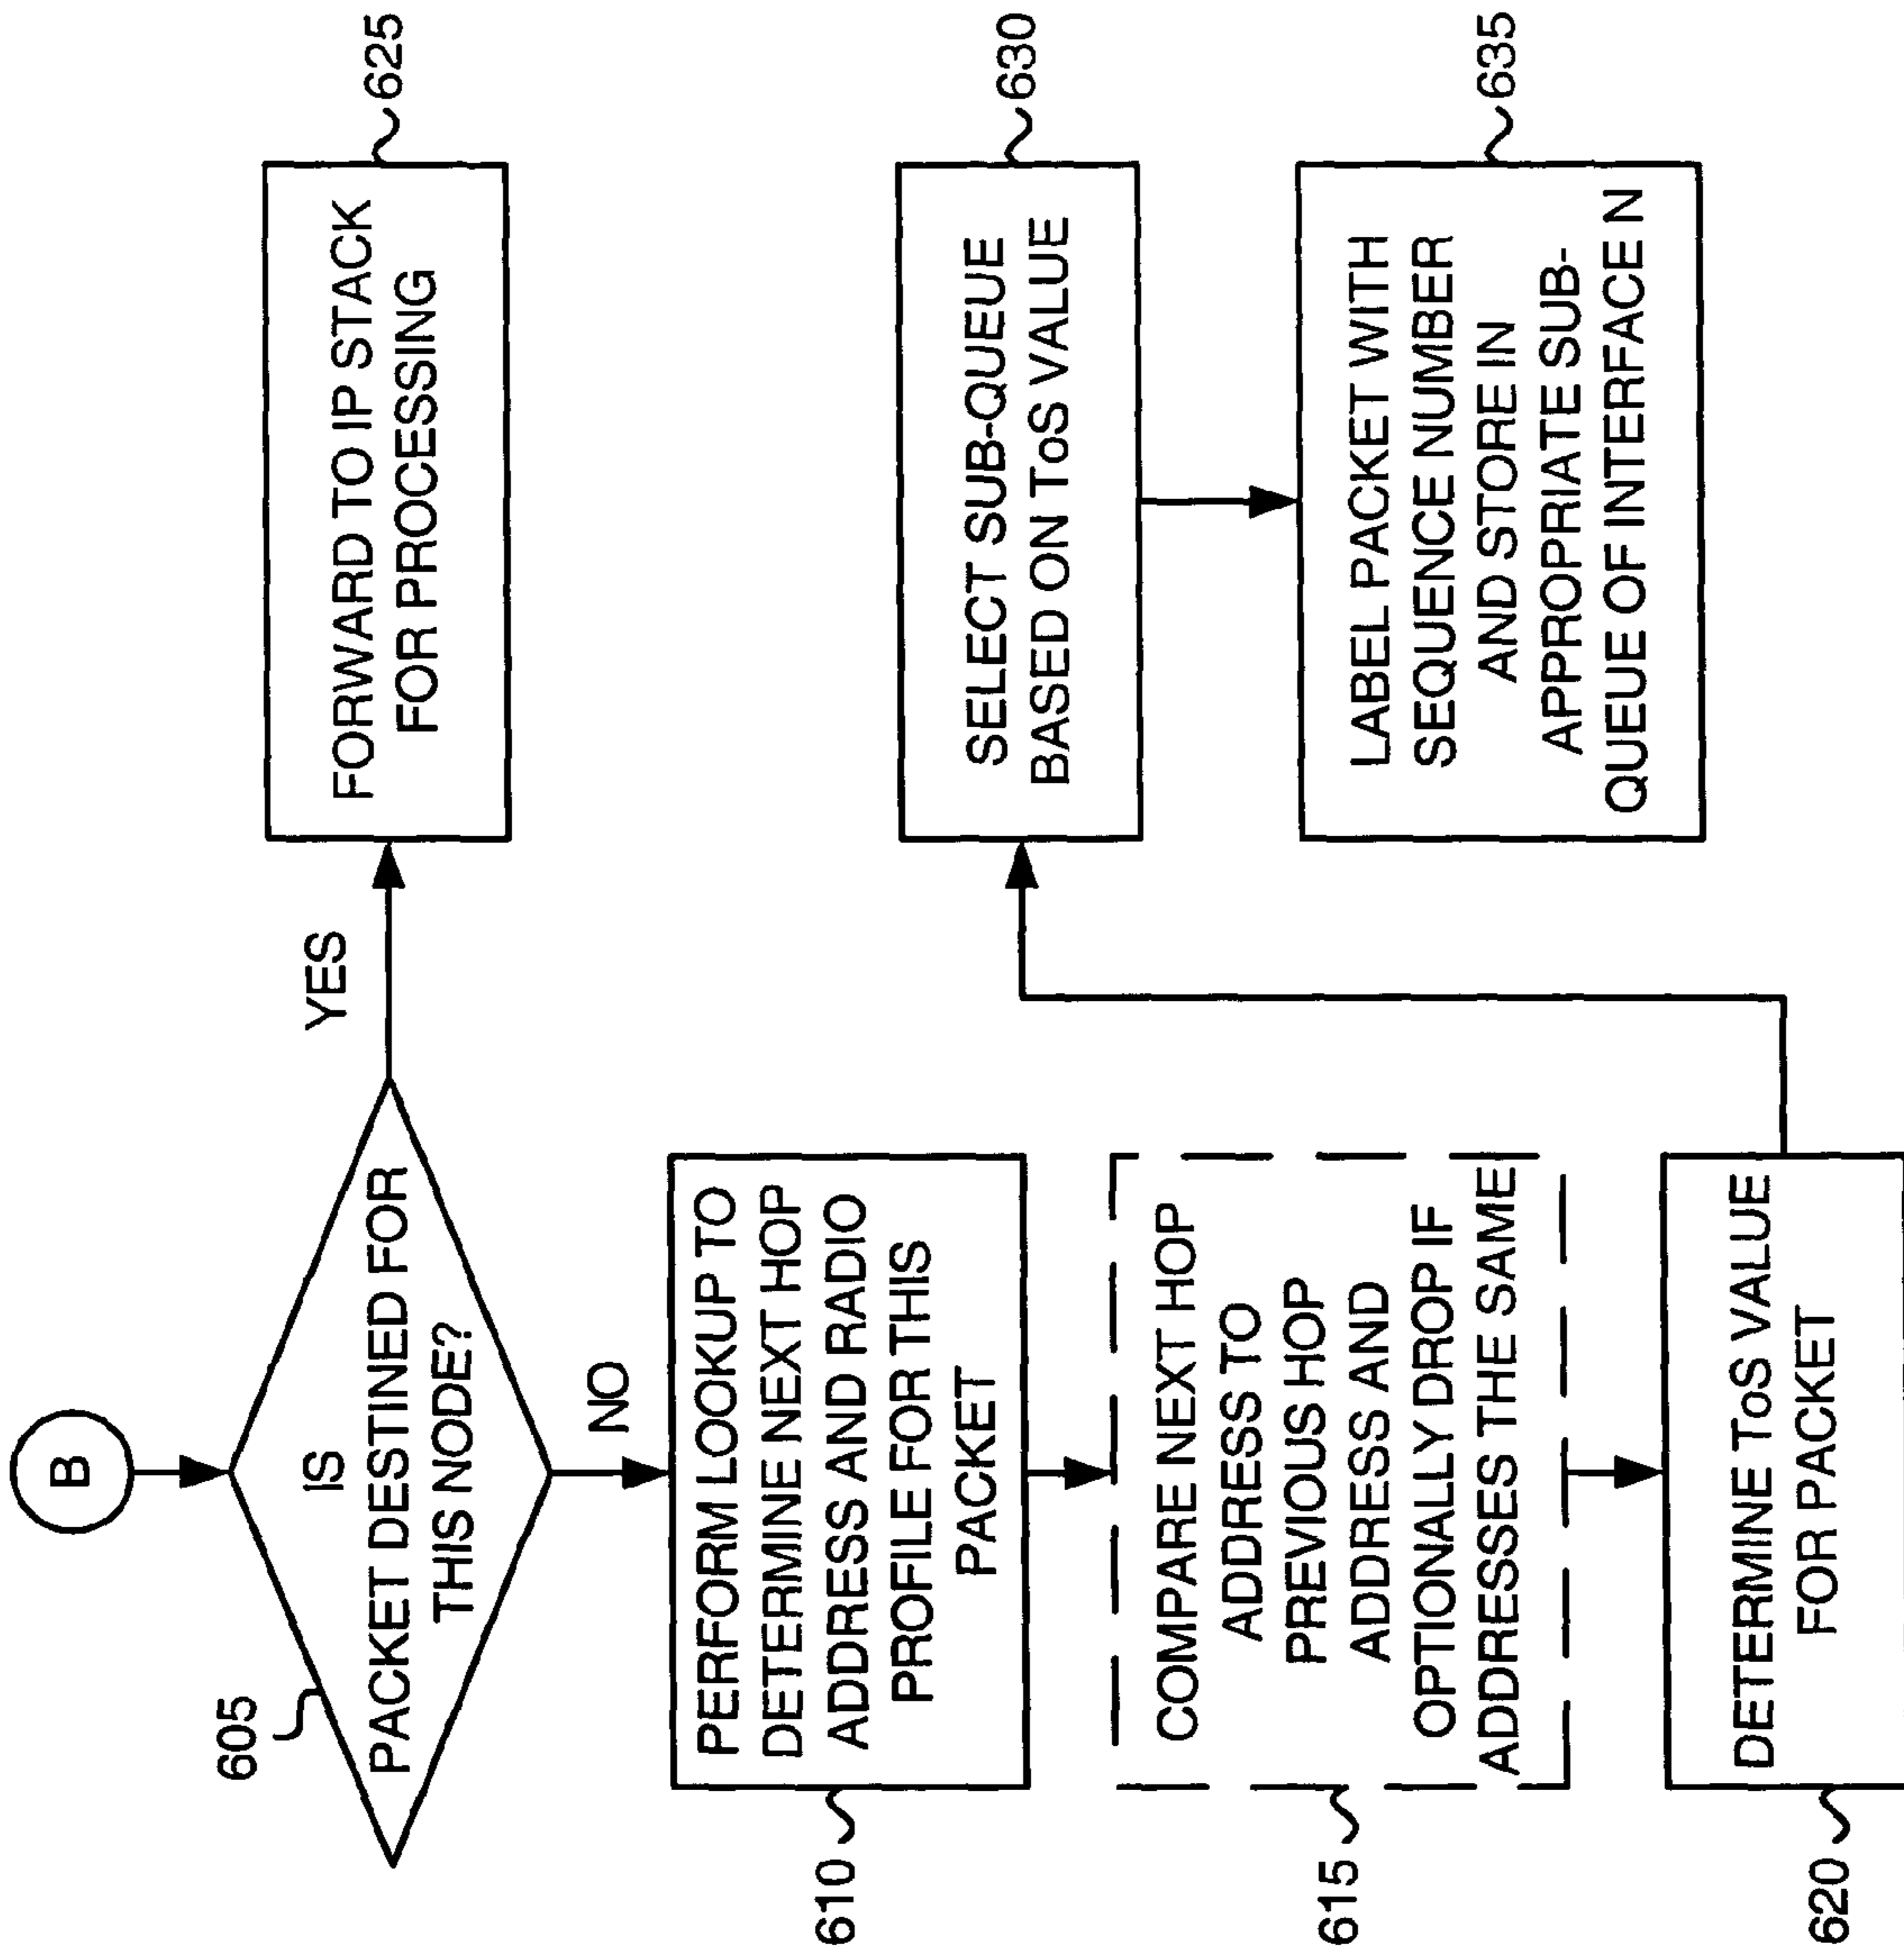 B
605
IS
PACKET DESTINED FOR
THIS NODE?
YES
FORWARD TO IP STACK
FOR PROCESSING
625
NO
610
PERFORM LOOKUP TO
DETERMINE NEXT HOP
ADDRESS AND RADIO
PROFILE FOR THIS
PACKET
615
COMPARE NEXT HOP
ADDRESS TO
PREVIOUS HOP
ADDRESS AND
OPTIONALLY DROP IF
ADDRESSES THE SAME
620
DETERMINE ToS VALUE
FOR PACKET
SELECT SUB-QUEUE
BASED ON ToS VALUE
630
LABEL PACKET WITH
SEQUENCE NUMBER
AND STORE IN
APPROPRIATE SUB-
QUEUE OF INTERFACE N
635